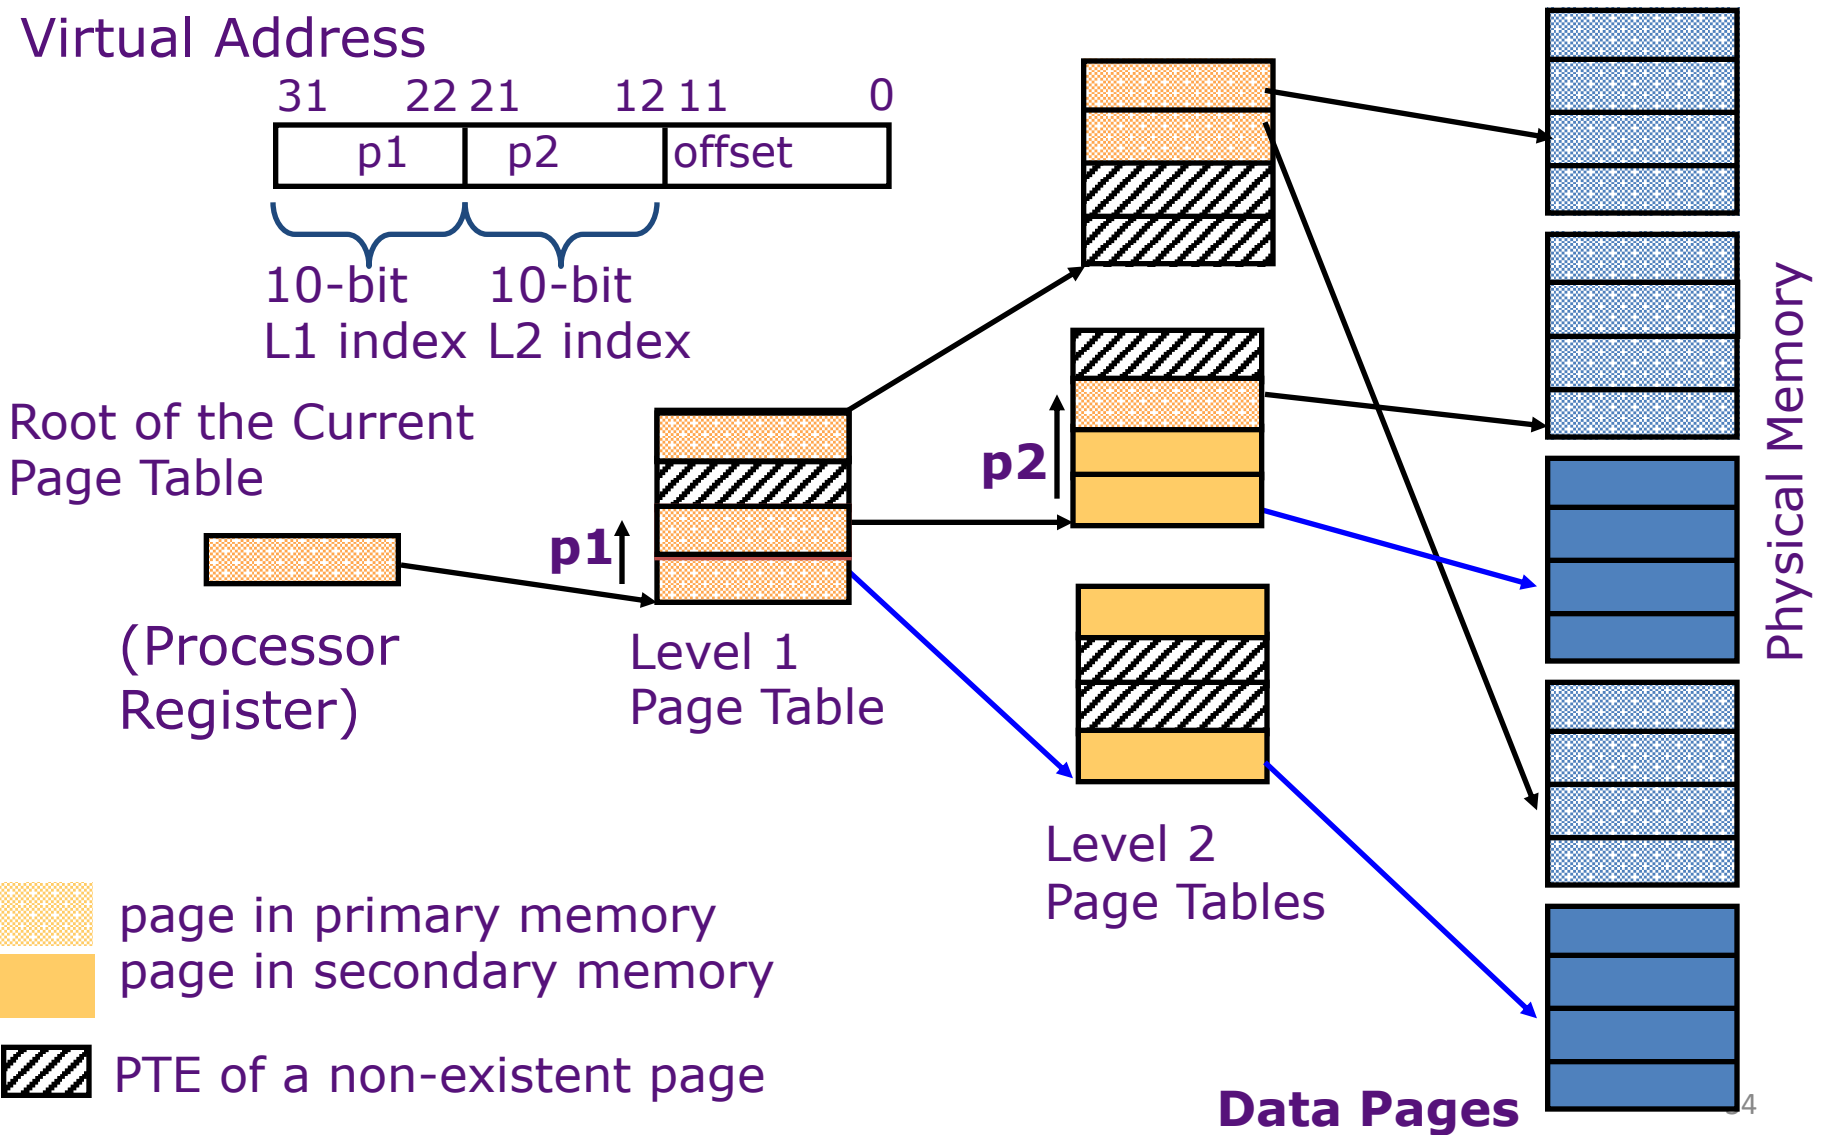 Virtual Address
31 22 21 12 11 0
p1 p2 offset
10-bit 10-bit
L1 index L2 index
Root of the Current
Page Table
p1
p2
(Processor
Register)
Level 1
Page Table
Level 2
Page Tables
Physical Memory
page in primary memory
page in secondary memory
PTE of a non-existent page
Data Pages
4